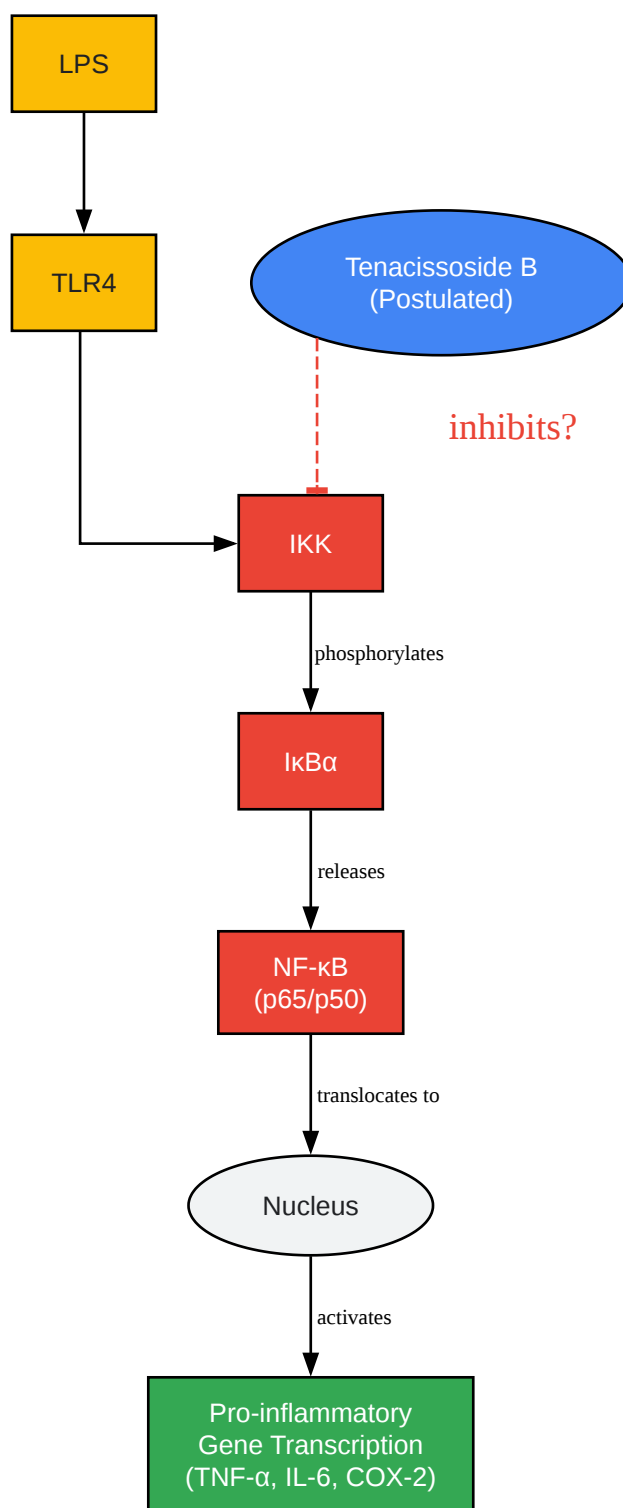 LPS
TLR4
Tenacissoside B
(Postulated)
inhibits?
IKK
phosphorylates
IκBα
releases
NF-κB
(p65/p50)
translocates to
Nucleus
activates
Pro-inflammatory
Gene Transcription
(TNF-α, IL-6, COX-2)